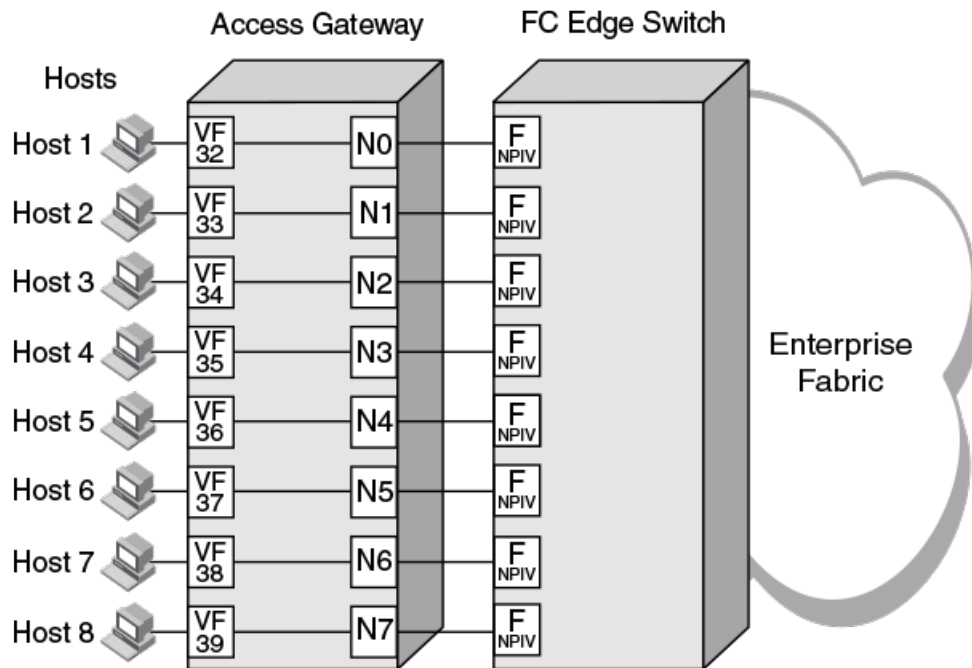 Access Gateway
FC Edge Switch
Hosts
Host 1
VF
32
N0
F
NPIV
Host 2
VF
33
N1
F
NPIV
Host 3
VF
34
N2
F
NPIV
Host 4
VF
35
N3
F
NPIV
Enterprise
Fabric
Host 5
VF
36
N4
F
NPIV
Host 6
VF
37
N5
F
NPIV
Host 7
VF
38
N6
F
NPIV
Host 8
VF
39
N7
F
NPIV